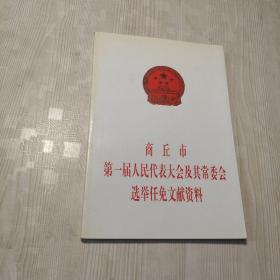 商丘市
第一届人民代表大会及其常委会
选举任免文献资料